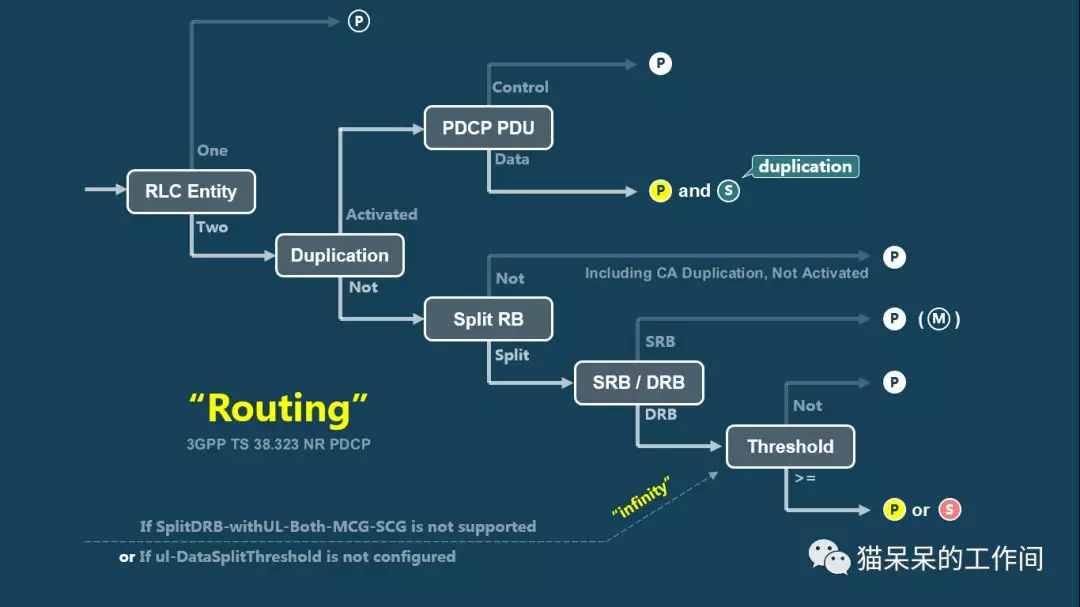 P
P
Control
PDCP PDU
One
Data
duplication
RLC Entity
P and S
Two
Activated
Duplication
P
Not
Including CA Duplication, Not Activated
Not
Split RB
P ( M )
SRB
Split
SRB / DRB
P
“Routing”
Not
DRB
3GPP TS 38.323 NR PDCP
Threshold
>=
“infinity”
P or S
If SplitDRB-withUL-Both-MCG-SCG is not supported
or If ul-DataSplitThreshold is not configured
猫呆呆的工作间